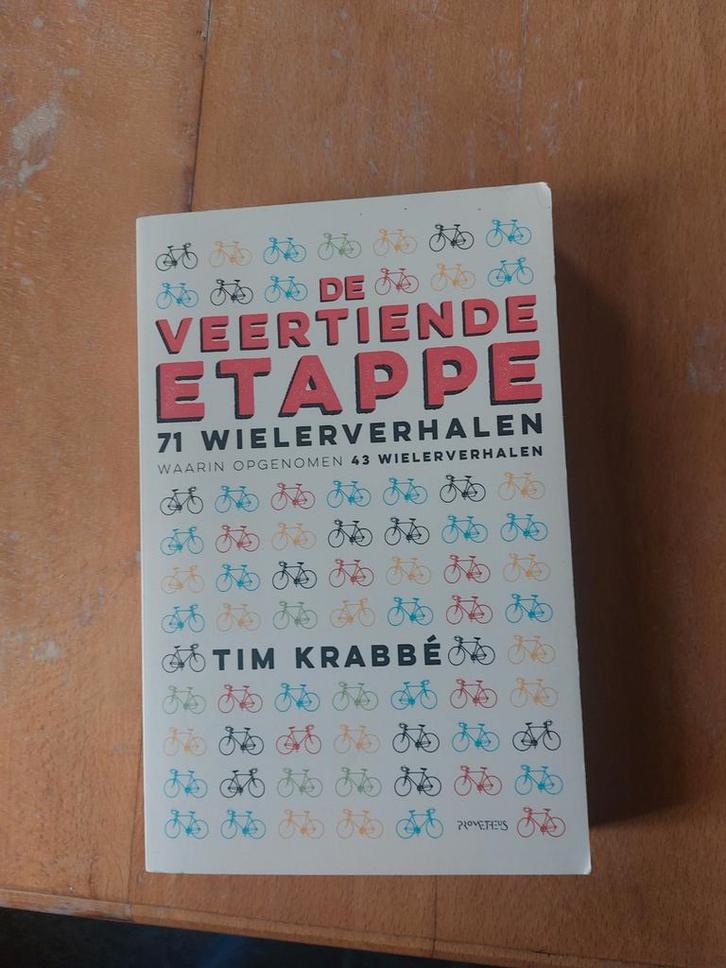 DE
VEERTIENDE
ETAPPE
71 WIELERVERHALEN
WAARIN OPGENOMEN 43 WIELERVERHALEN
TIM KRABBÉ
PROMETHEUS